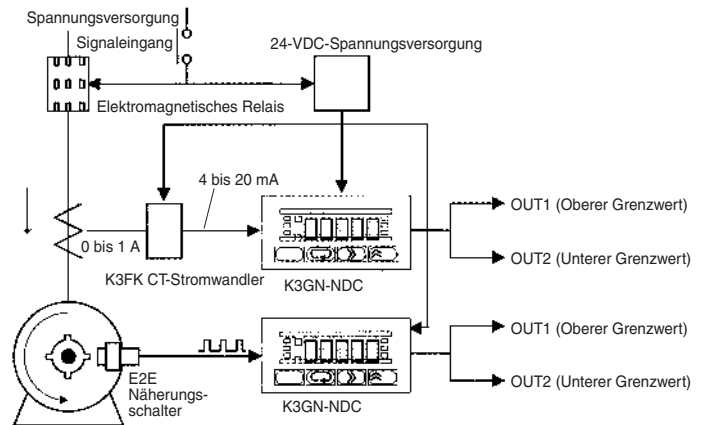 Spannungsversorgung
Signaleingang
24-VDC-Spannungsversorgung
Elektromagnetisches Relais
4 bis 20 mA
OUT1 (Oberer Grenzwert)
0 bis 1 A
OUT2 (Unterer Grenzwert)
K3FK CT-Stromwandler
K3GN-NDC
OUT1 (Oberer Grenzwert)
E2E
Näherungs-
schalter
OUT2 (Unterer Grenzwert)
K3GN-NDC